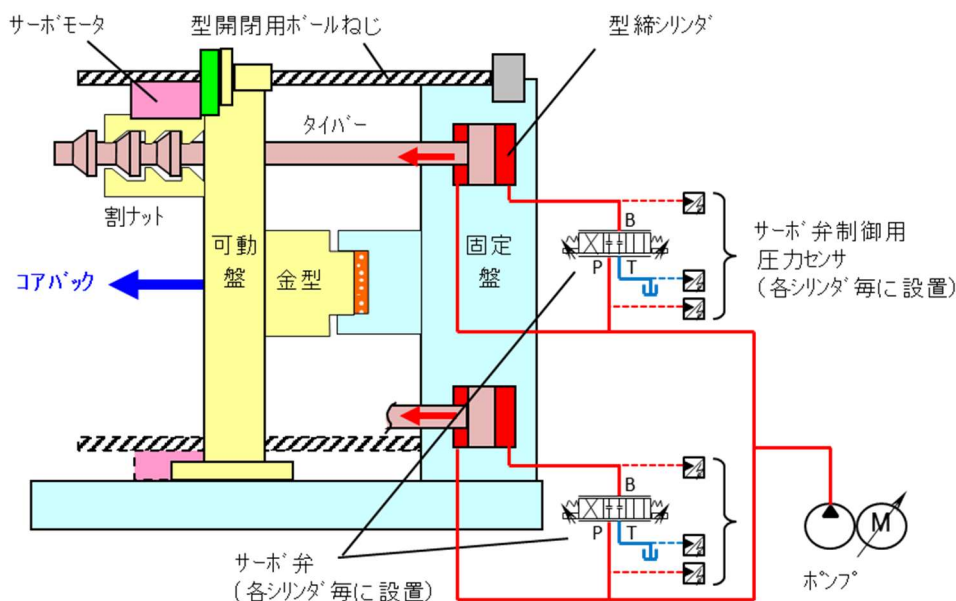 サーボモータ
型開閉用ボールねじ
型締シリンダ
タイバー
割ナット
可動盤
金型
固定盤
コアバック
B
P T
サーボ弁制御用
圧力センサ
(各シリンダ毎に設置)
B
P T
サーボ弁
(各シリンダ毎に設置)
M
ポンプ